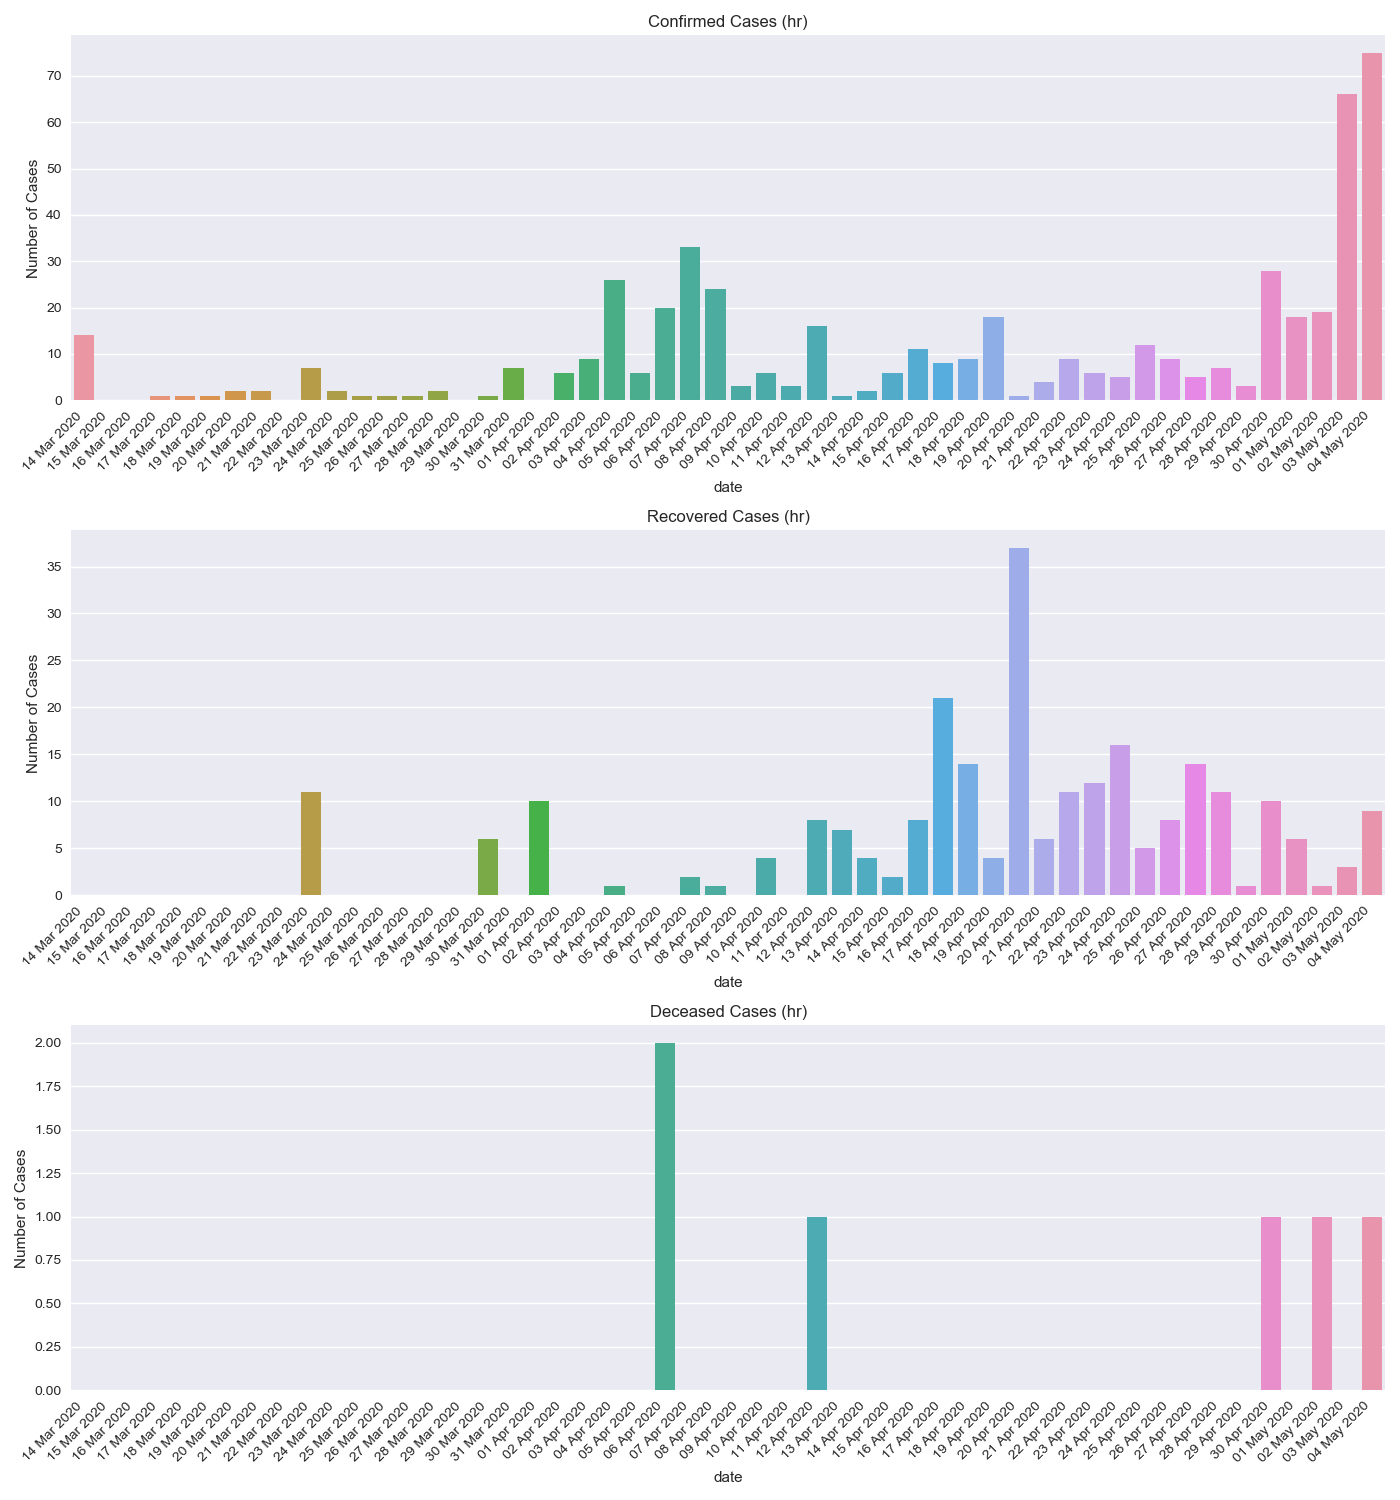 Confirmed Cases (hr)
Number of Cases
70
60
50
40
30
20
10
0
14 Mar 2020
15 Mar 2020
16 Mar 2020
17 Mar 2020
18 Mar 2020
19 Mar 2020
20 Mar 2020
21 Mar 2020
22 Mar 2020
23 Mar 2020
24 Mar 2020
25 Mar 2020
26 Mar 2020
27 Mar 2020
28 Mar 2020
29 Mar 2020
30 Mar 2020
31 Mar 2020
01 Apr 2020
02 Apr 2020
03 Apr 2020
04 Apr 2020
05 Apr 2020
06 Apr 2020
07 Apr 2020
08 Apr 2020
09 Apr 2020
10 Apr 2020
11 Apr 2020
12 Apr 2020
13 Apr 2020
14 Apr 2020
15 Apr 2020
16 Apr 2020
17 Apr 2020
18 Apr 2020
19 Apr 2020
20 Apr 2020
21 Apr 2020
22 Apr 2020
23 Apr 2020
24 Apr 2020
25 Apr 2020
26 Apr 2020
27 Apr 2020
28 Apr 2020
29 Apr 2020
30 Apr 2020
01 May 2020
02 May 2020
03 May 2020
04 May 2020
date
Recovered Cases (hr)
Number of Cases
35
30
25
20
15
10
5
0
14 Mar 2020
15 Mar 2020
16 Mar 2020
17 Mar 2020
18 Mar 2020
19 Mar 2020
20 Mar 2020
21 Mar 2020
22 Mar 2020
23 Mar 2020
24 Mar 2020
25 Mar 2020
26 Mar 2020
27 Mar 2020
28 Mar 2020
29 Mar 2020
30 Mar 2020
31 Mar 2020
01 Apr 2020
02 Apr 2020
03 Apr 2020
04 Apr 2020
05 Apr 2020
06 Apr 2020
07 Apr 2020
08 Apr 2020
09 Apr 2020
10 Apr 2020
11 Apr 2020
12 Apr 2020
13 Apr 2020
14 Apr 2020
15 Apr 2020
16 Apr 2020
17 Apr 2020
18 Apr 2020
19 Apr 2020
20 Apr 2020
21 Apr 2020
22 Apr 2020
23 Apr 2020
24 Apr 2020
25 Apr 2020
26 Apr 2020
27 Apr 2020
28 Apr 2020
29 Apr 2020
30 Apr 2020
01 May 2020
02 May 2020
03 May 2020
04 May 2020
date
Deceased Cases (hr)
Number of Cases
2.00
1.75
1.50
1.25
1.00
0.75
0.50
0.25
0.00
14 Mar 2020
15 Mar 2020
16 Mar 2020
17 Mar 2020
18 Mar 2020
19 Mar 2020
20 Mar 2020
21 Mar 2020
22 Mar 2020
23 Mar 2020
24 Mar 2020
25 Mar 2020
26 Mar 2020
27 Mar 2020
28 Mar 2020
29 Mar 2020
30 Mar 2020
31 Mar 2020
01 Apr 2020
02 Apr 2020
03 Apr 2020
04 Apr 2020
05 Apr 2020
06 Apr 2020
07 Apr 2020
08 Apr 2020
09 Apr 2020
10 Apr 2020
11 Apr 2020
12 Apr 2020
13 Apr 2020
14 Apr 2020
15 Apr 2020
16 Apr 2020
17 Apr 2020
18 Apr 2020
19 Apr 2020
20 Apr 2020
21 Apr 2020
22 Apr 2020
23 Apr 2020
24 Apr 2020
25 Apr 2020
26 Apr 2020
27 Apr 2020
28 Apr 2020
29 Apr 2020
30 Apr 2020
01 May 2020
02 May 2020
03 May 2020
04 May 2020
date